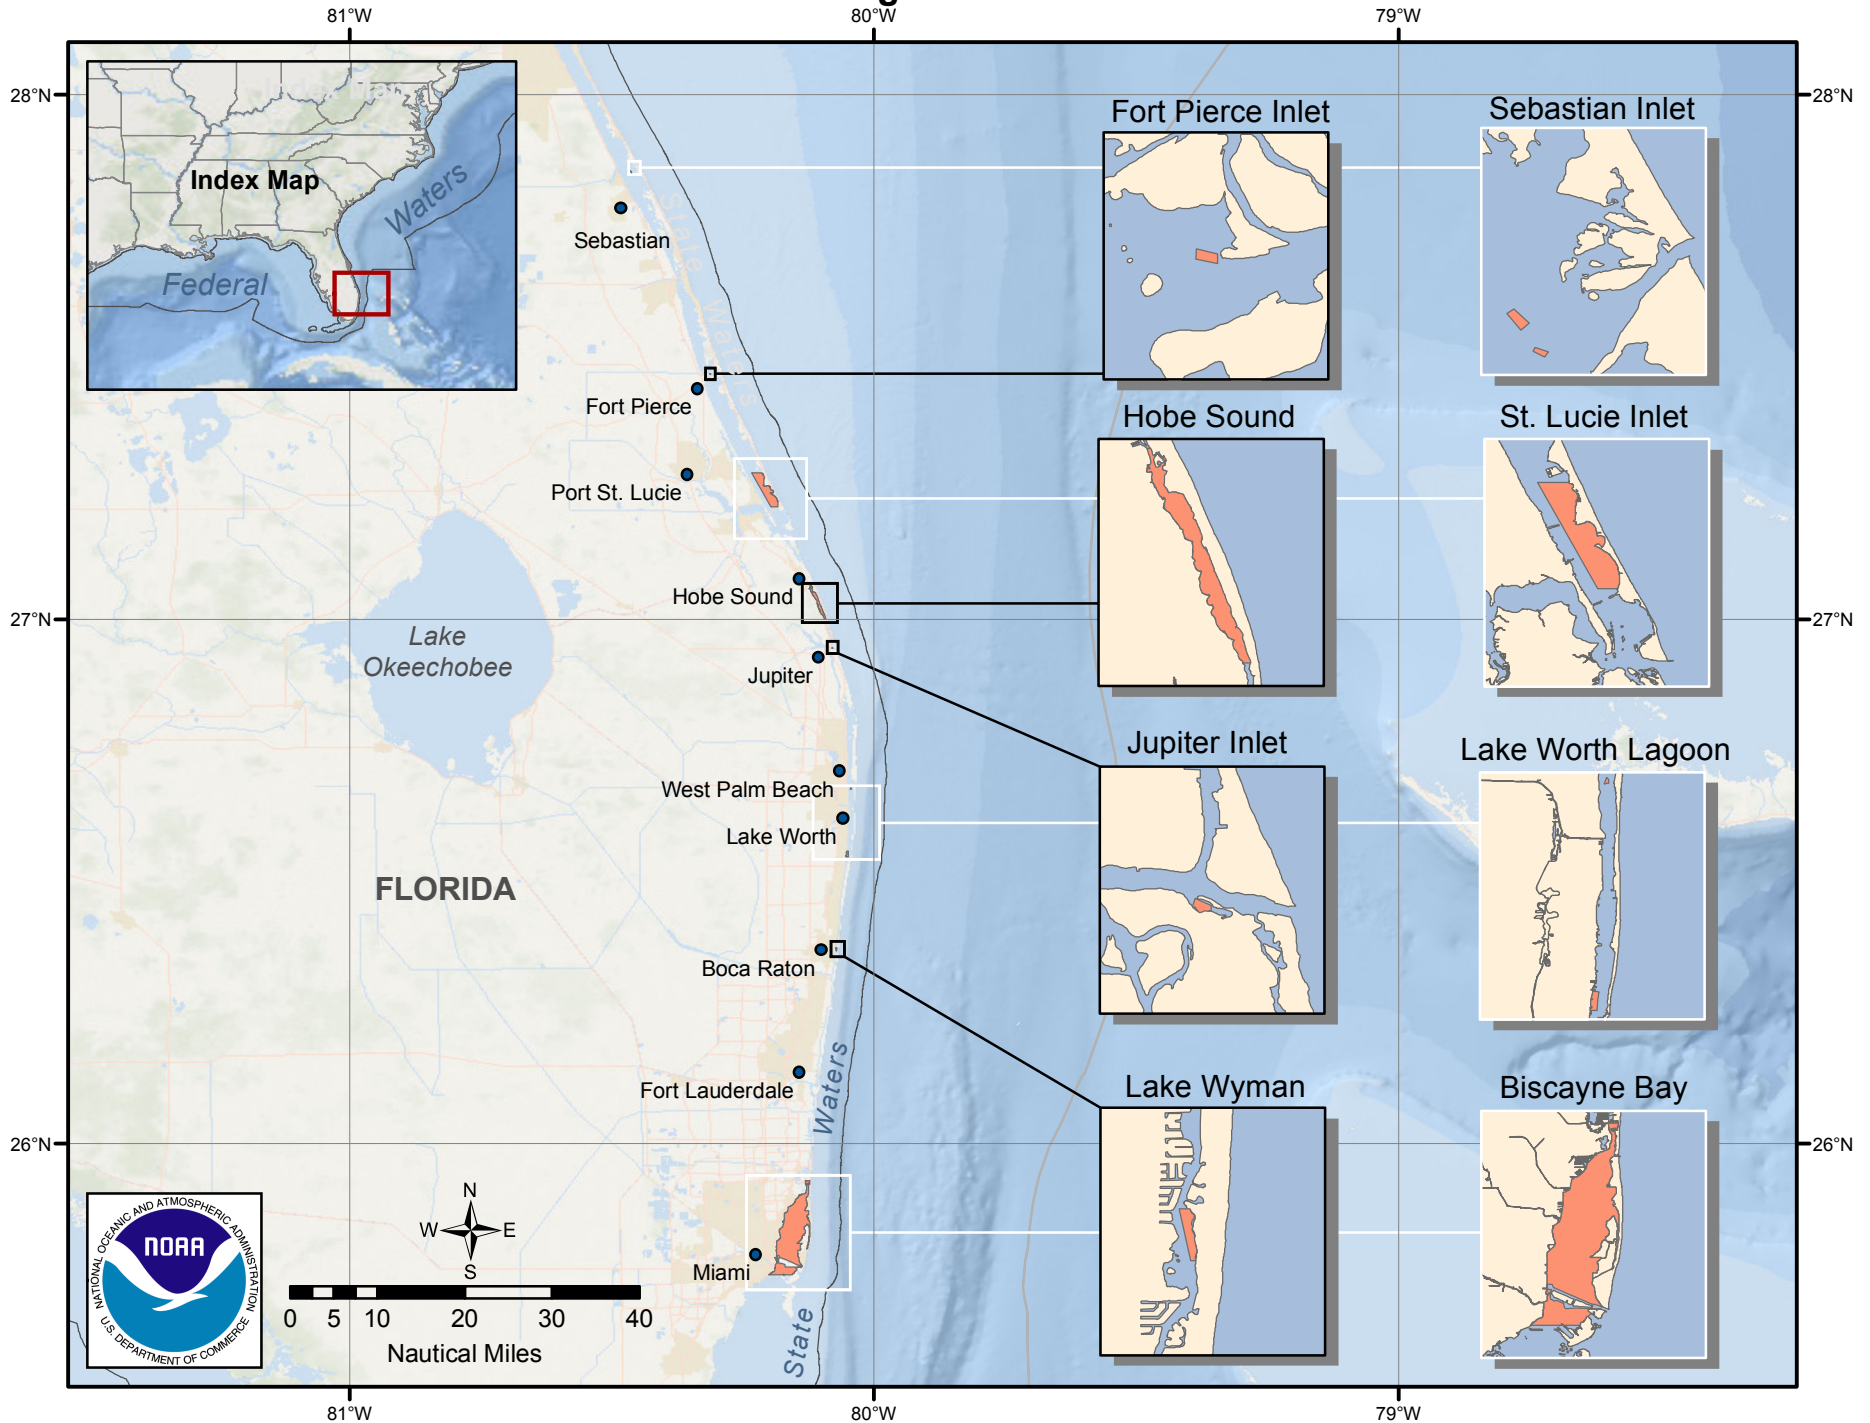 81°W
80°W
79°W
28°N
28°N
Index Map
Index Map
Federal
Waters
Fort Pierce Inlet
Sebastian Inlet
Sebastian
State Waters
Fort Pierce
Hobe Sound
St. Lucie Inlet
Port St. Lucie
Hobe Sound
27°N
27°N
Lake
Okeechobee
Jupiter
Jupiter Inlet
Lake Worth Lagoon
West Palm Beach
Lake Worth
FLORIDA
Boca Raton
Fort Lauderdale
Waters
Lake Wyman
Biscayne Bay
26°N
26°N
NATIONAL OCEANIC AND ATMOSPHERIC ADMINISTRATION
NOAA
U.S. DEPARTMENT OF COMMERCE
N
W
E
S
Miami
0 5 10 20 30 40
Nautical Miles
State
81°W
80°W
79°W